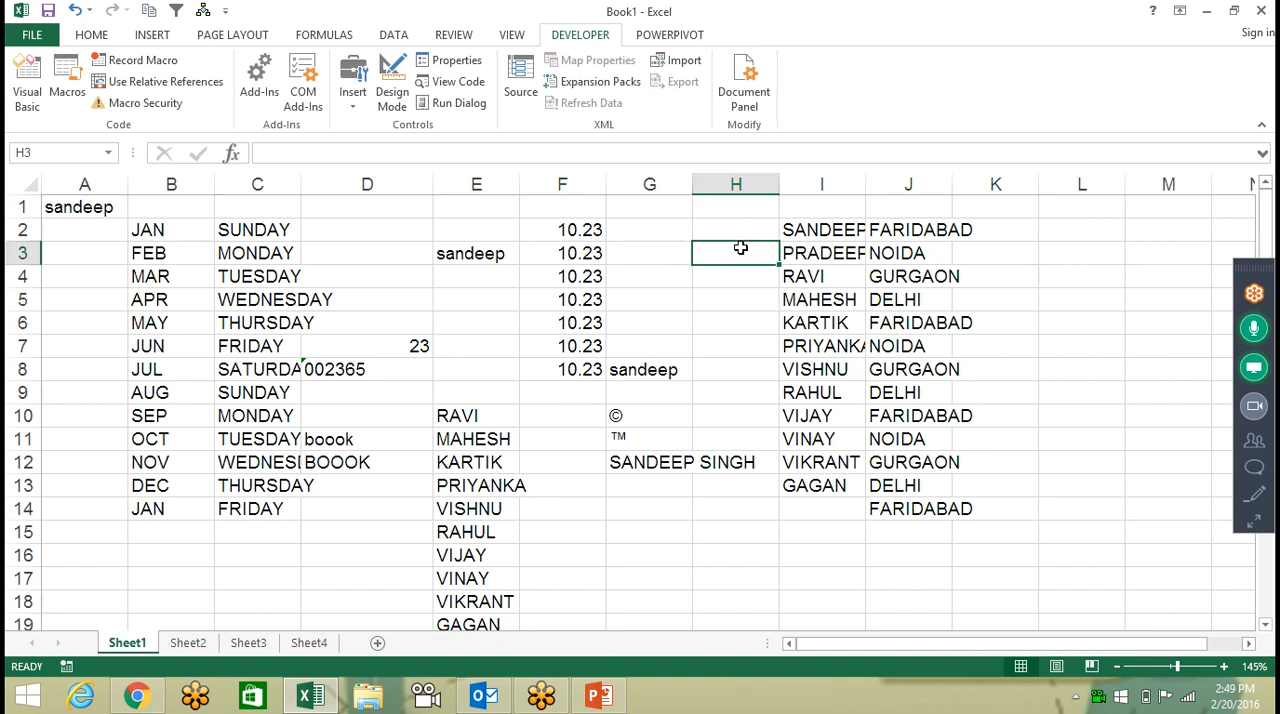 Book1 - Excel
Sign in
FILE HOME INSERT PAGE LAYOUT FORMULAS DATA REVIEW VIEW DEVELOPER POWERPIVOT
Visual Basic
Macros
Record Macro
Use Relative References
Macro Security
Code
Add-Ins
COM Add-Ins
Add-Ins
Insert
Design Mode
Properties
View Code
Run Dialog
Controls
Source
Map Properties
Expansion Packs
Refresh Data
Import
Export
XML
Document Panel
Modify
H3
fx
A B C D E F G H I J K L M N
1 sandeep
2 JAN SUNDAY 10.23 SANDEEP FARIDABAD
3 FEB MONDAY sandeep 10.23 PRADEEP NOIDA
4 MAR TUESDAY 10.23 RAVI GURGAON
5 APR WEDNESDAY 10.23 MAHESH DELHI
6 MAY THURSDAY 10.23 KARTIK FARIDABAD
7 JUN FRIDAY 23 10.23 PRIYANKA NOIDA
8 JUL SATURDA 002365 10.23 sandeep VISHNU GURGAON
9 AUG SUNDAY RAHUL DELHI
10 SEP MONDAY RAVI © VIJAY FARIDABAD
11 OCT TUESDAY boook MAHESH ™ VINAY NOIDA
12 NOV WEDNES BOOOK KARTIK SANDEEP SINGH VIKRANT GURGAON
13 DEC THURSDAY PRIYANKA GAGAN DELHI
14 JAN FRIDAY VISHNU FARIDABAD
15 RAHUL
16 VIJAY
17 VINAY
18 VIKRANT
19 GAGAN
Sheet1 Sheet2 Sheet3 Sheet4
READY 145%
2:49 PM
2/20/2016